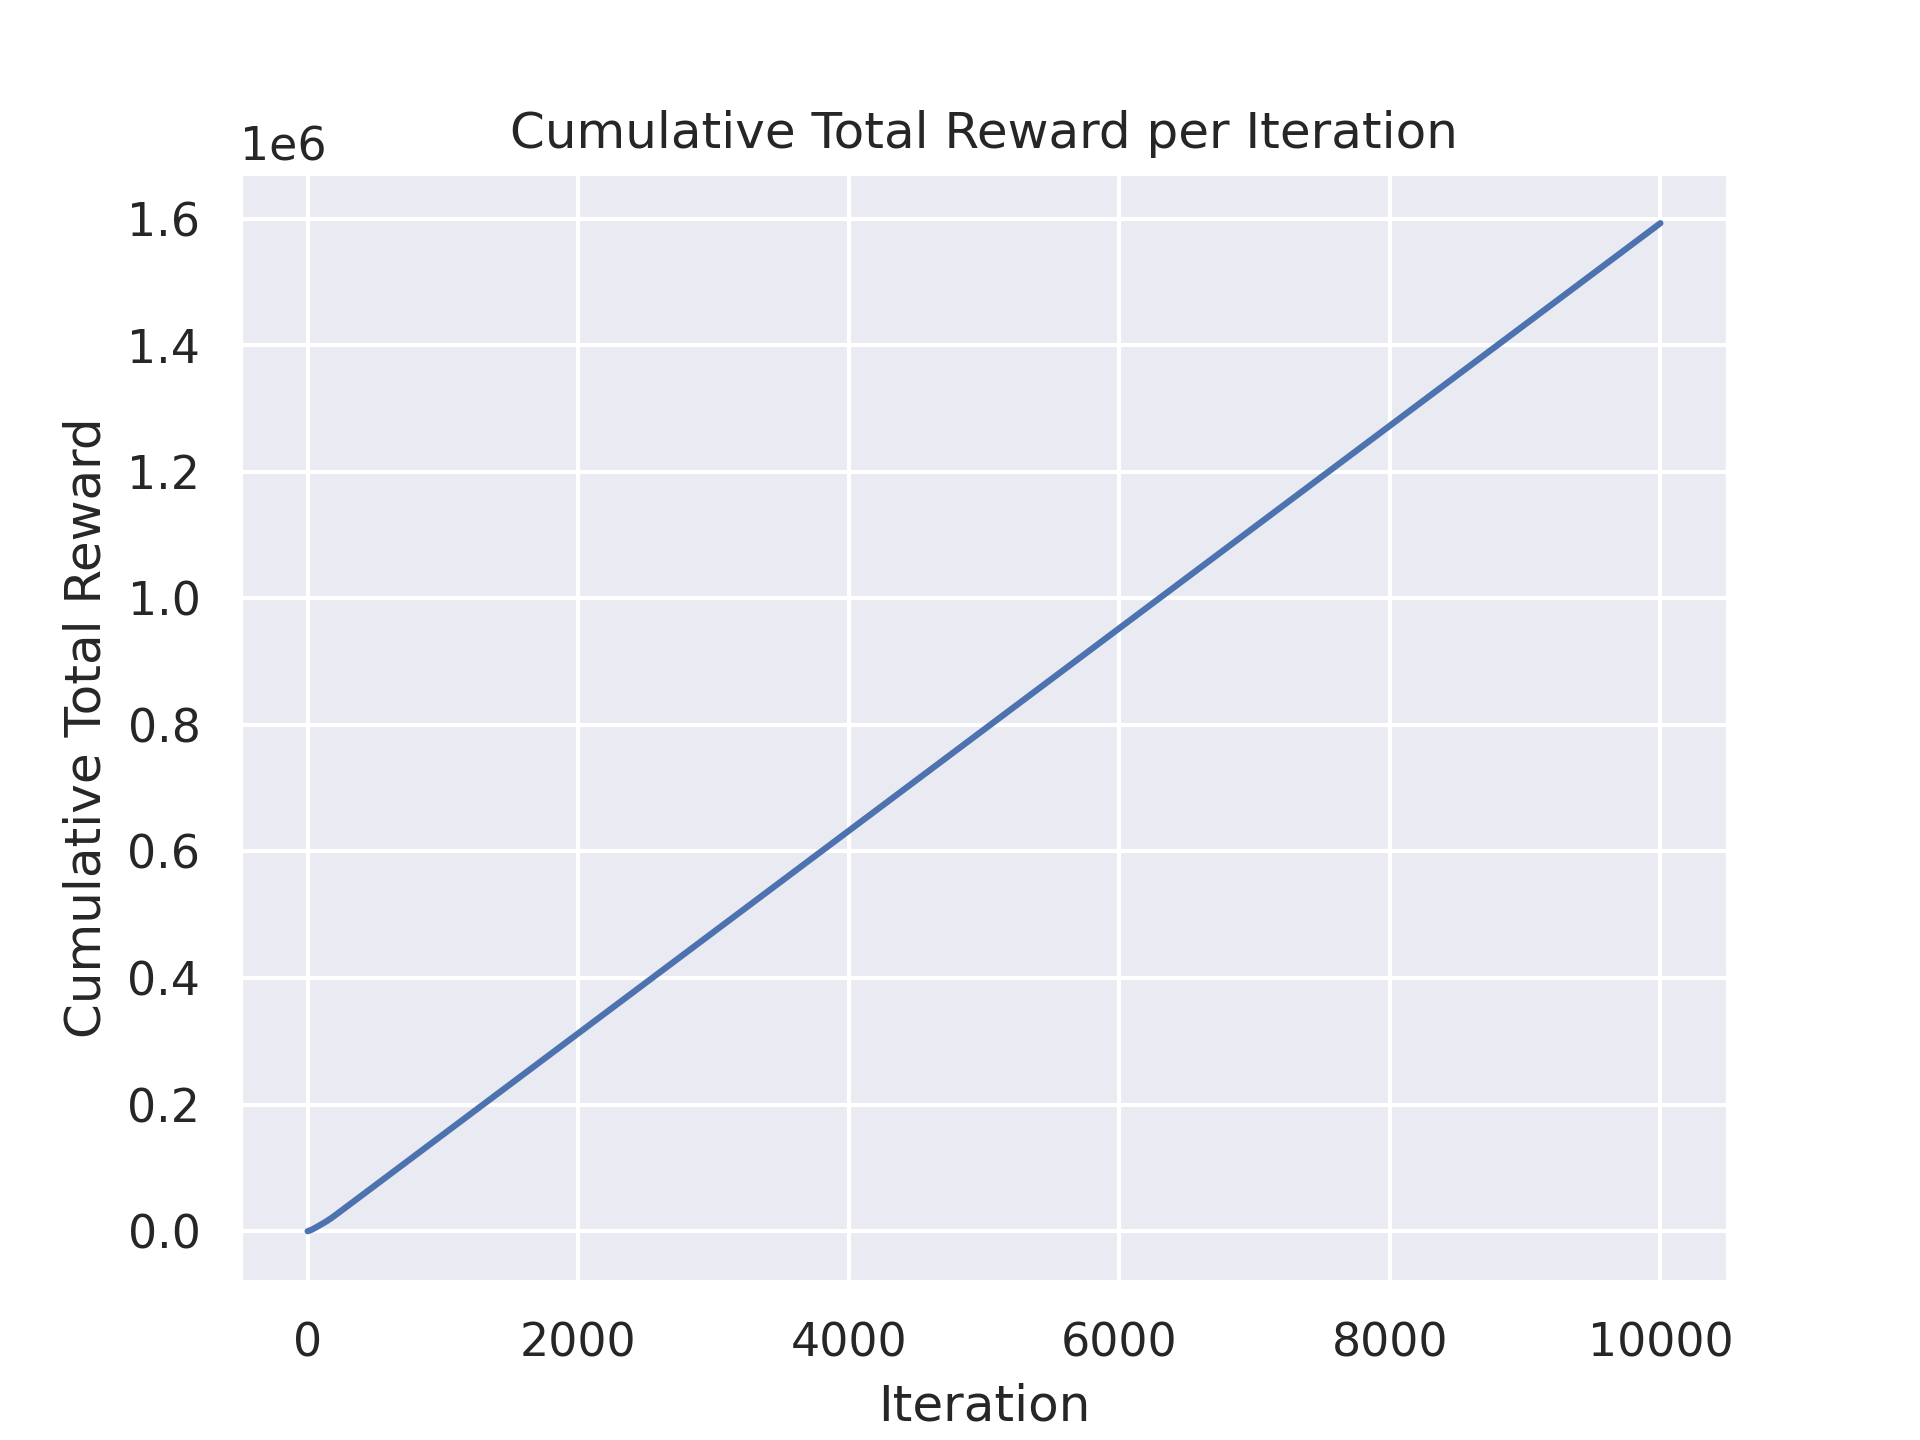 Cumulative Total Reward per Iteration
1e6
1.6
1.4
1.2
1.0
0.8
0.6
0.4
0.2
0.0
Cumulative Total Reward
0 2000 4000 6000 8000 10000
Iteration